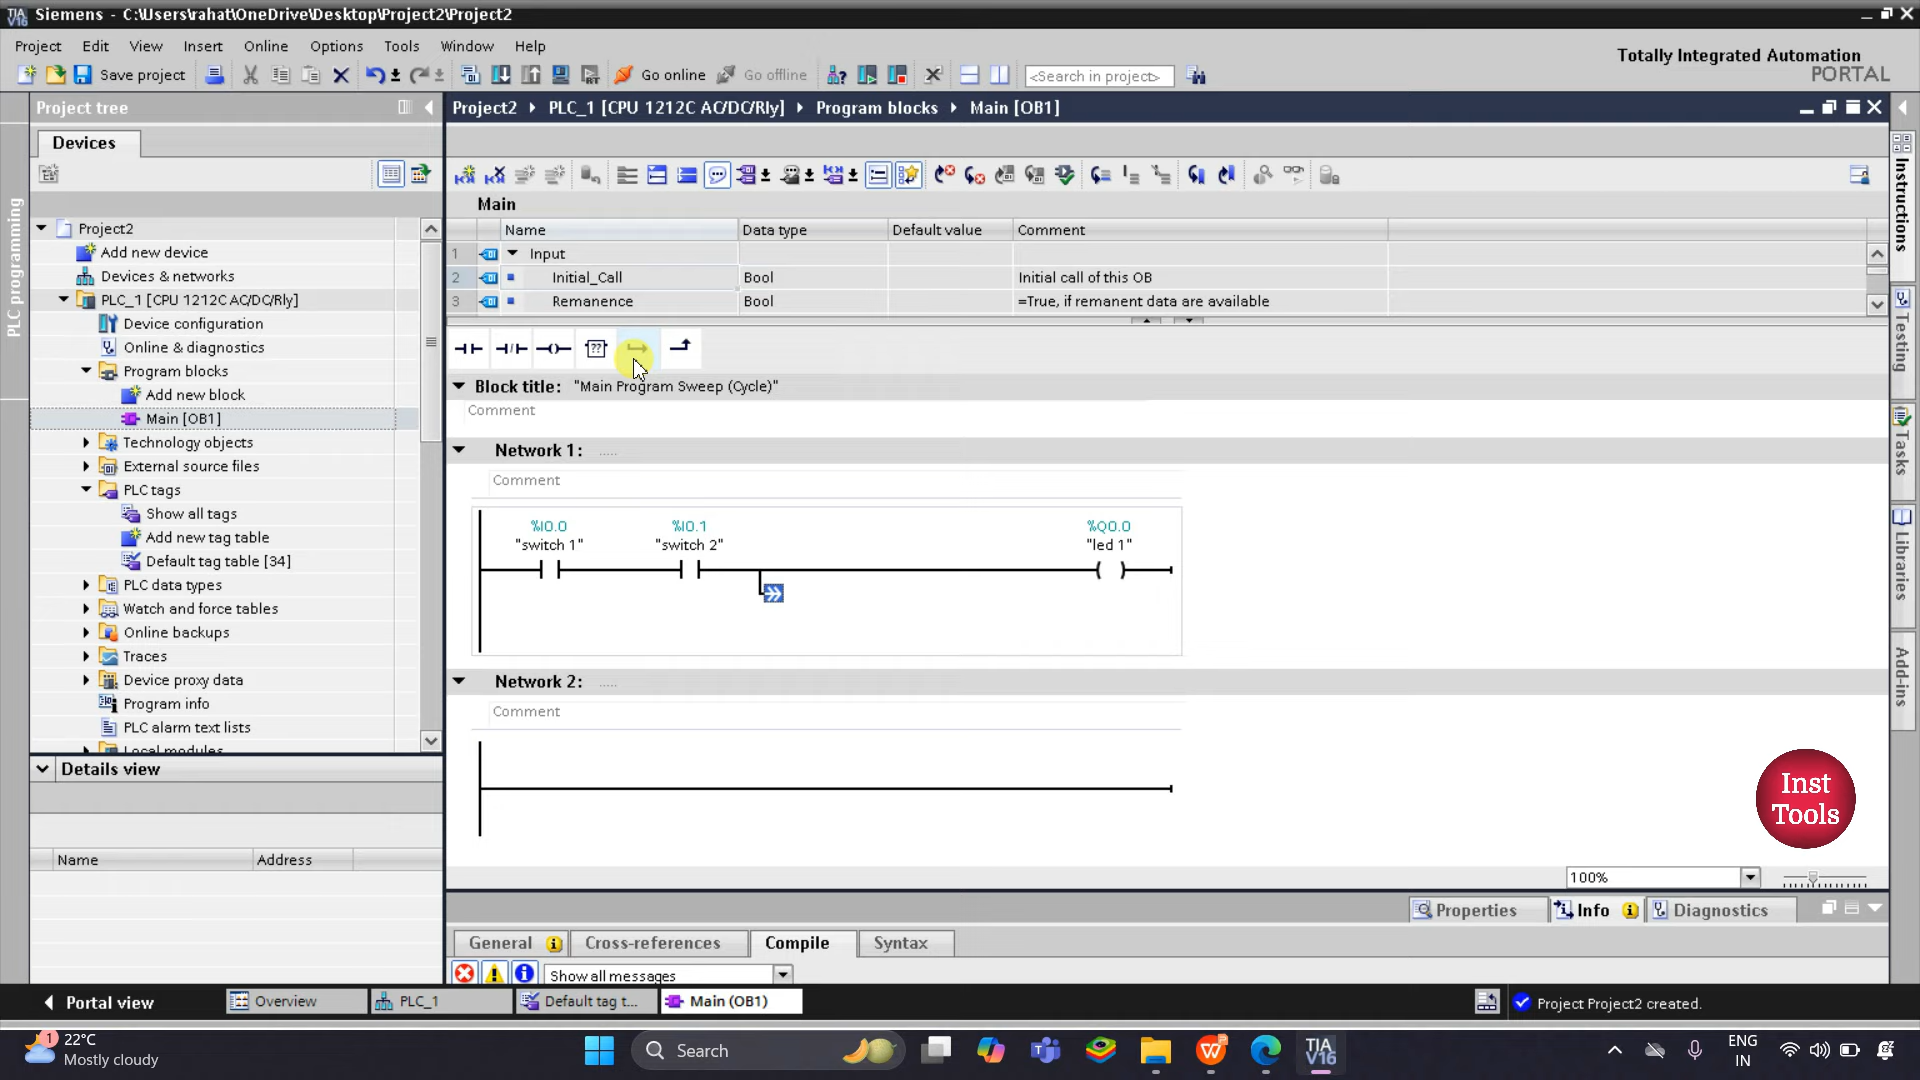 TIA V16 Siemens - C:\Users\rahat\OneDrive\Desktop\Project2\Project2
Project Edit View Insert Online Options Tools Window Help
Totally Integrated Automation
PORTAL
Save project Go online Go offline <Search in project>
Project tree
Project2 PLC_1 [CPU 1212C AC/DC/Rly] Program blocks Main [OB1]
Devices
PLC programming
Instructions
Testing
Tasks
Libraries
Add-ins
Project2
Add new device
Devices & networks
PLC_1 [CPU 1212C AC/DC/Rly]
Device configuration
Online & diagnostics
Program blocks
Add new block
Main [OB1]
Technology objects
External source files
PLC tags
Show all tags
Add new tag table
Default tag table [34]
PLC data types
Watch and force tables
Online backups
Traces
Device proxy data
Program info
PLC alarm text lists
Local modules
Details view
Name Address
Main
Name Data type Default value Comment
1 Input
2 Initial_Call Bool Initial call of this OB
3 Remanence Bool =True, if remanent data are available
??
Block title: "Main Program Sweep (Cycle)"
Comment
Network 1: .....
Comment
%I0.0 %I0.1 %Q0.0
"switch 1" "switch 2" "led 1"
Network 2: .....
Comment
Inst
Tools
100%
Properties Info Diagnostics
General Cross-references Compile Syntax
Show all messages
Portal view Overview PLC_1 Default tag t... Main (OB1) Project Project2 created.
1 22°C
Mostly cloudy
Search
TIA V16
ENG
IN